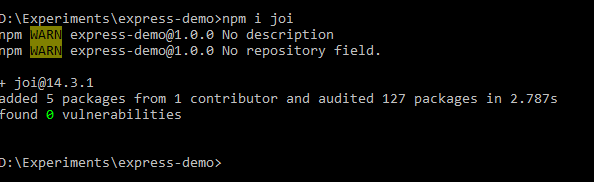 D:\Experiments\express-demo>npm i joi
npm WARN express-demo@1.0.0 No description
npm WARN express-demo@1.0.0 No repository field.
+ joi@14.3.1
added 5 packages from 1 contributor and audited 127 packages in 2.787s
found 0 vulnerabilities
D:\Experiments\express-demo>